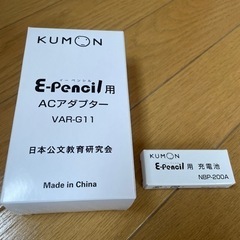 KUMON
イーペンシル
E-Pencil用
ACアダプター
VAR-G11
日本公文教育研究会
Made in China
KUMON
E-Pencil用 充電池
NBP-200A